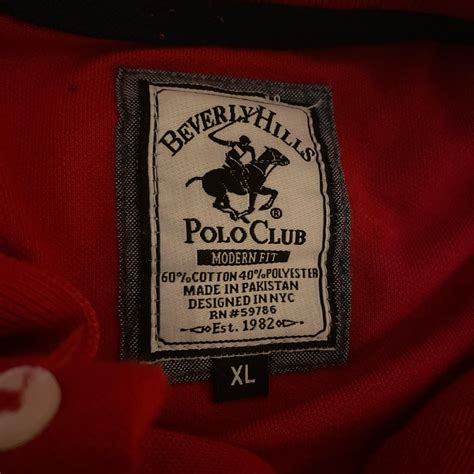 BEVERLY HILLS
POLO CLUB ®
MODERN FIT
60% COTTON 40% POLYESTER
MADE IN PAKISTAN
DESIGNED IN NYC
RN #59786
EST. 1982
XL